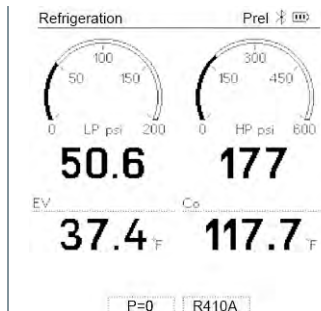 Refrigeration Prel
100 300
50 150 150 450
0 LP psi 200 0 HP psi 600
50.6 177
EV Co
37.4 °F 117.7 °F
P=0 R410A